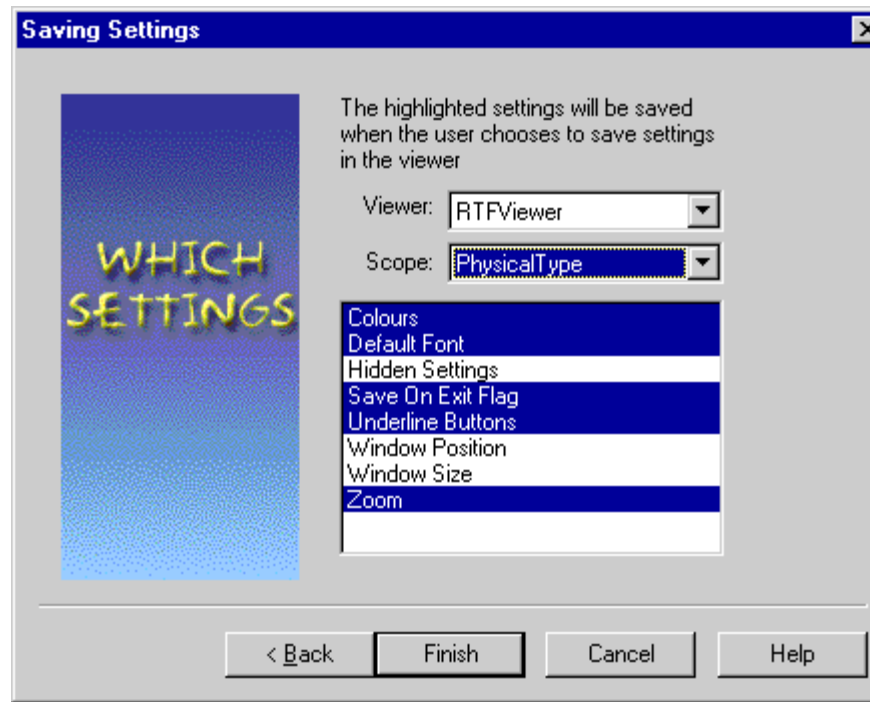 Saving Settings
WHICH
SETTINGS
The highlighted settings will be saved
when the user chooses to save settings
in the viewer
Viewer: RTFViewer
Scope: PhysicalType
Colours
Default Font
Hidden Settings
Save On Exit Flag
Underline Buttons
Window Position
Window Size
Zoom
< Back Finish Cancel Help